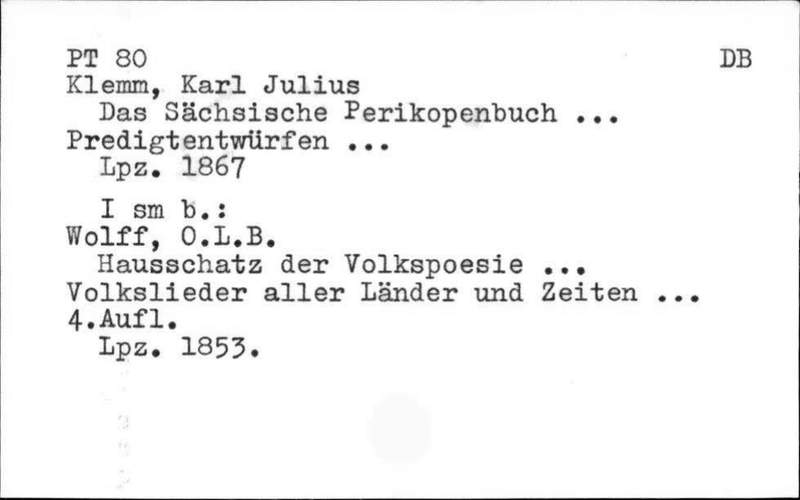 PT 80 DB
Klemm, Karl Julius
Das Sächsische Perikopenbuch ...
Predigtentwürfen ...
Lpz. 1867
I sm b.:
Wolff, O.L.B.
Hausschatz der Volkspoesie ...
Volkslieder aller Länder und Zeiten ...
4.Aufl.
Lpz. 1853.